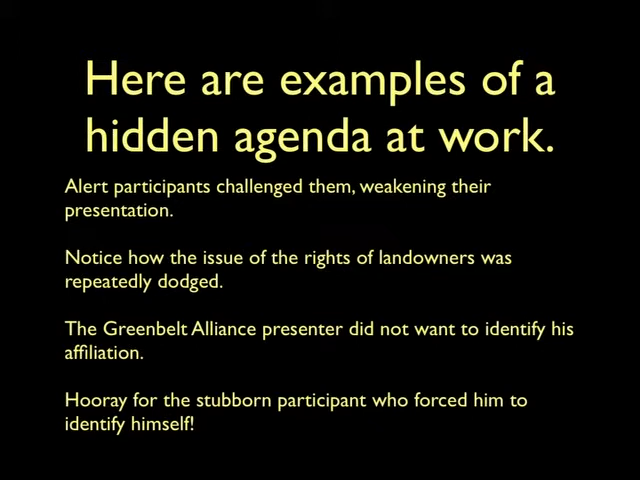 Here are examples of a
hidden agenda at work.
Alert participants challenged them, weakening their
presentation.
Notice how the issue of the rights of landowners was
repeatedly dodged.
The Greenbelt Alliance presenter did not want to identify his
affiliation.
Hooray for the stubborn participant who forced him to
identify himself!